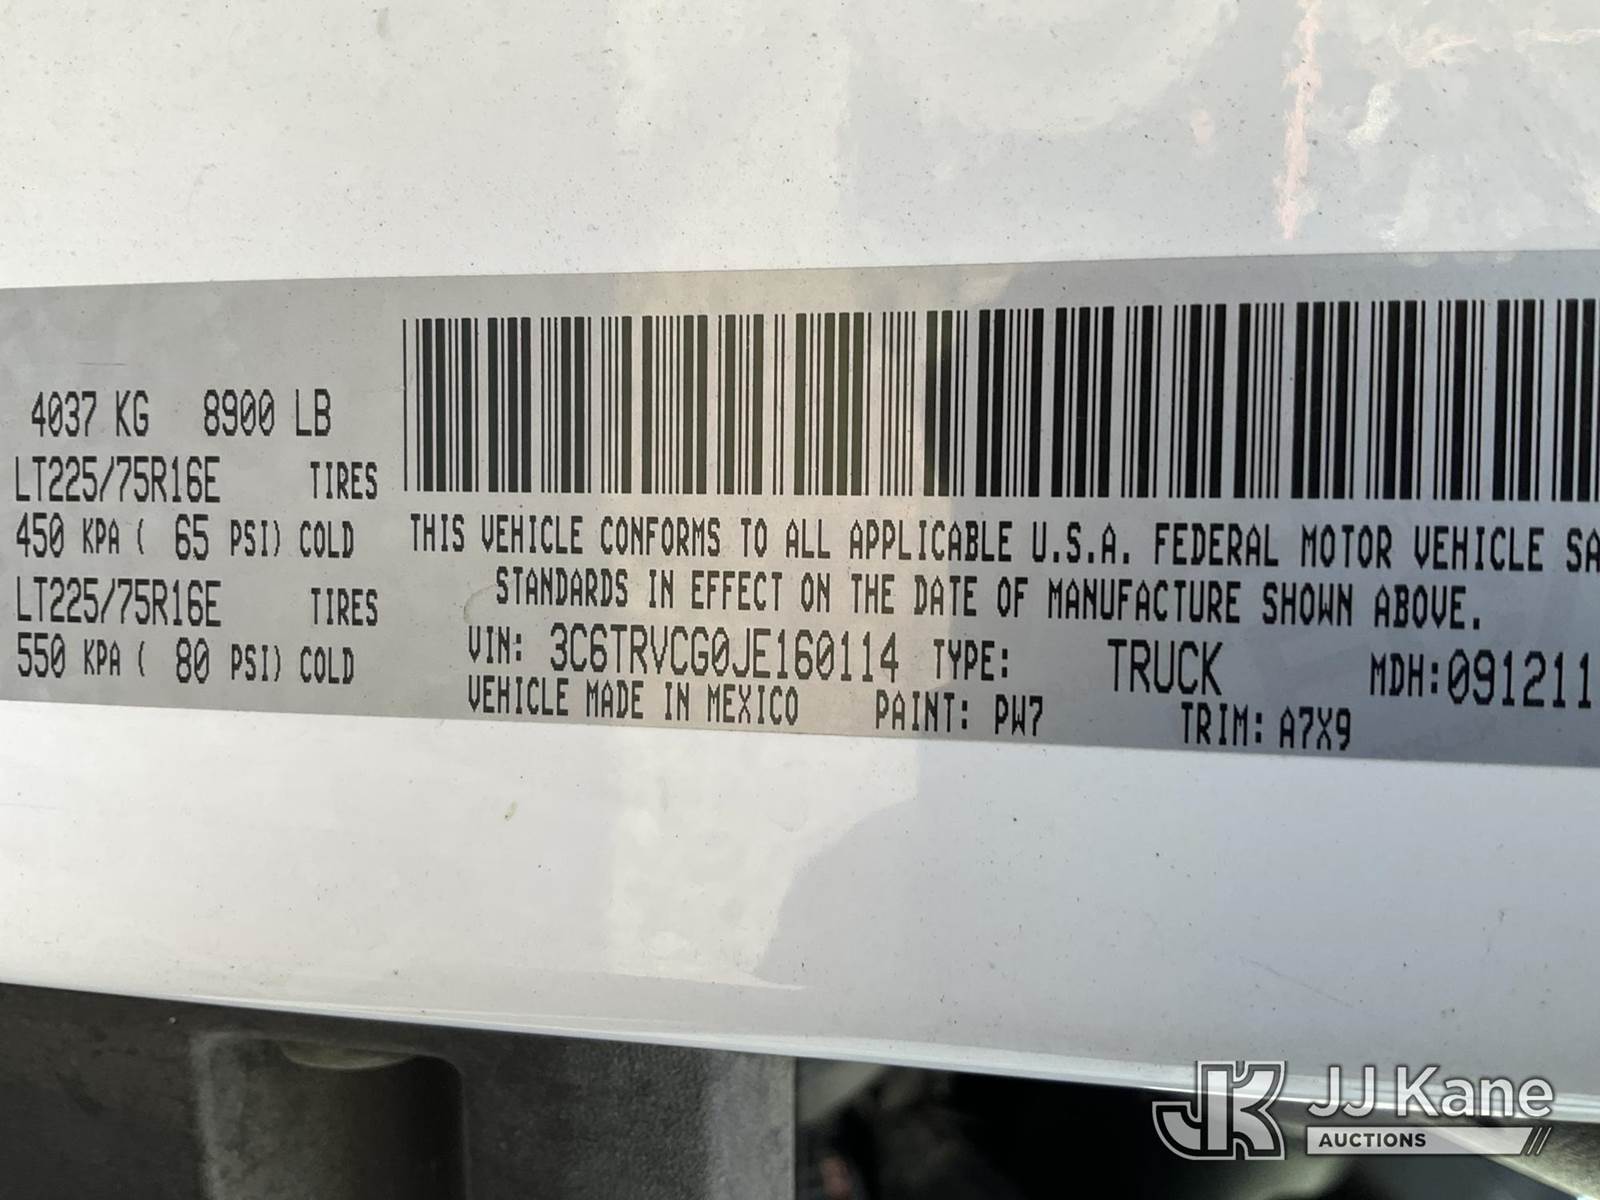 4037 KG 8900 LB
LT225/75R16E TIRES
450 KPA ( 65 PSI) COLD
LT225/75R16E TIRES
550 KPA ( 80 PSI) COLD
THIS VEHICLE CONFORMS TO ALL APPLICABLE U.S.A. FEDERAL MOTOR VEHICLE SA
STANDARDS IN EFFECT ON THE DATE OF MANUFACTURE SHOWN ABOVE.
VIN: 3C6TRVCG0JE160114 TYPE: TRUCK MDH:091211
VEHICLE MADE IN MEXICO PAINT: PW7 TRIM: A7X9
JK JJ Kane
AUCTIONS